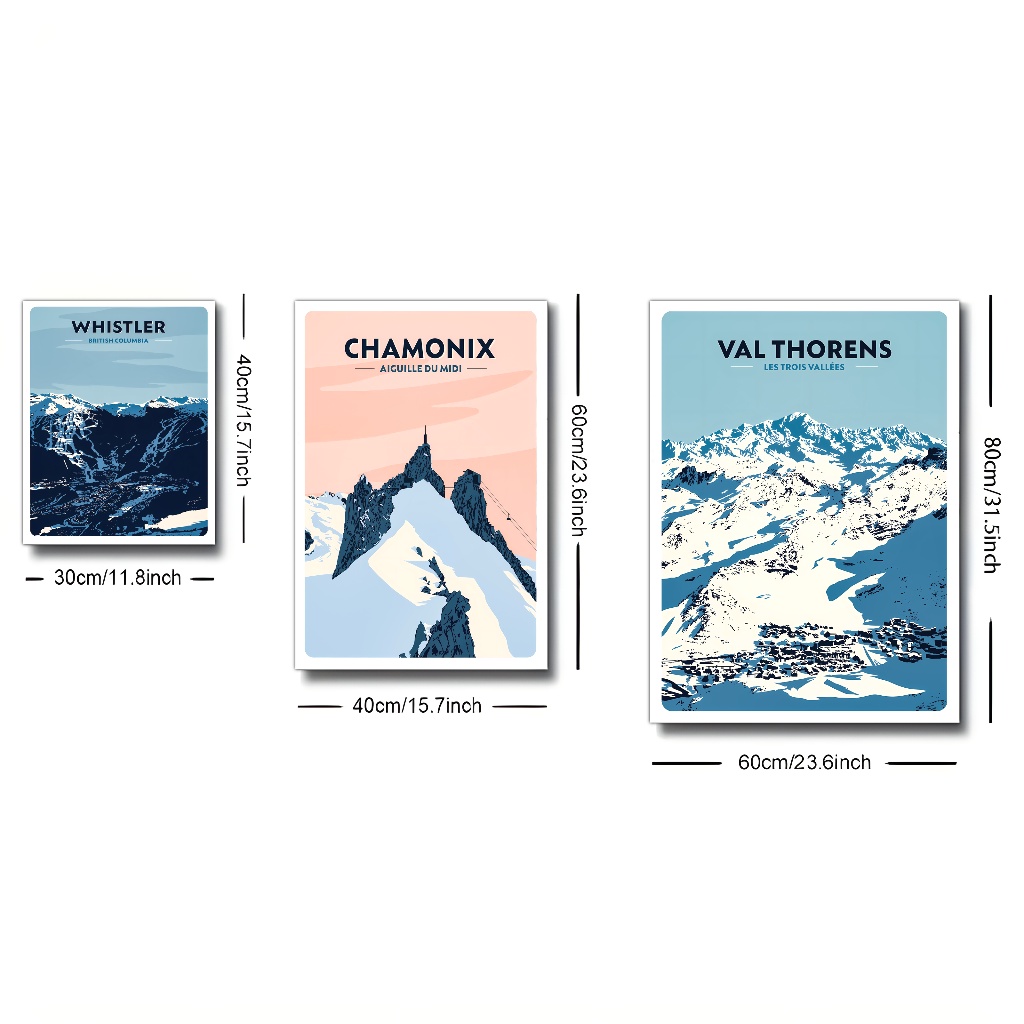 WHISTLER
BRITISH COLUMBIA
40cm/15.7inch
30cm/11.8inch
CHAMONIX
AIGUILLE DU MIDI
60cm/23.6inch
40cm/15.7inch
VAL THORENS
LES TROIS VALLÉES
80cm/31.5inch
60cm/23.6inch